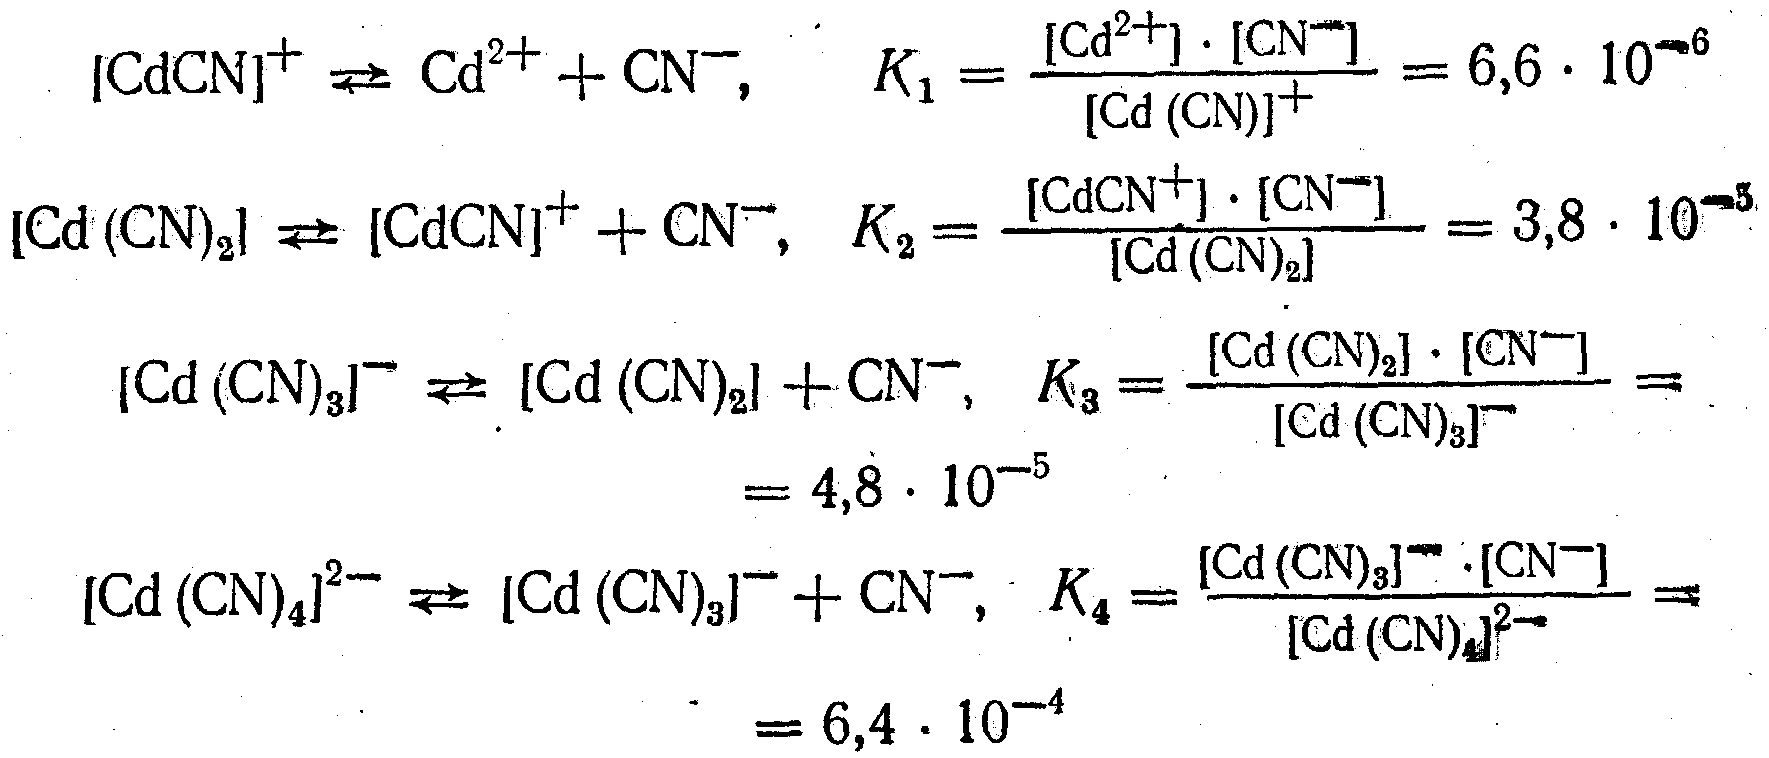 [CdCN]⁺ ⇄ Cd²⁺ + CN⁻, K₁ = [Cd²⁺] · [CN⁻] / [Cd (CN)]⁺ = 6,6 · 10⁻⁶
[Cd (CN)₂] ⇄ [CdCN]⁺ + CN⁻, K₂ = [CdCN⁺] · [CN⁻] / [Cd (CN)₂] = 3,8 · 10⁻⁵
[Cd (CN)₃]⁻ ⇄ [Cd (CN)₂] + CN⁻, K₃ = [Cd (CN)₂] · [CN⁻] / [Cd (CN)₃]⁻ =
= 4,8 · 10⁻⁵
[Cd (CN)₄]²⁻ ⇄ [Cd (CN)₃]⁻ + CN⁻, K₄ = [Cd (CN)₃]⁻ · [CN⁻] / [Cd (CN)₄]²⁻ =
= 6,4 · 10⁻⁴